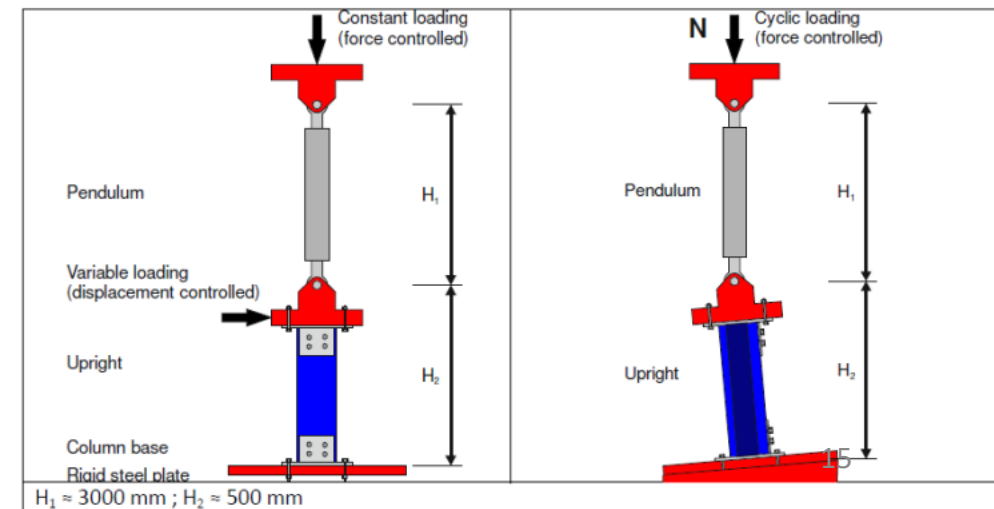 Constant loading
(force controlled)
Pendulum
H₁
Variable loading
(displacement controlled)
Upright
H₂
Column base
Rigid steel plate
N
Cyclic loading
(force controlled)
Pendulum
H₁
Upright
H₂
15
H₁ ≈ 3000 mm ; H₂ ≈ 500 mm